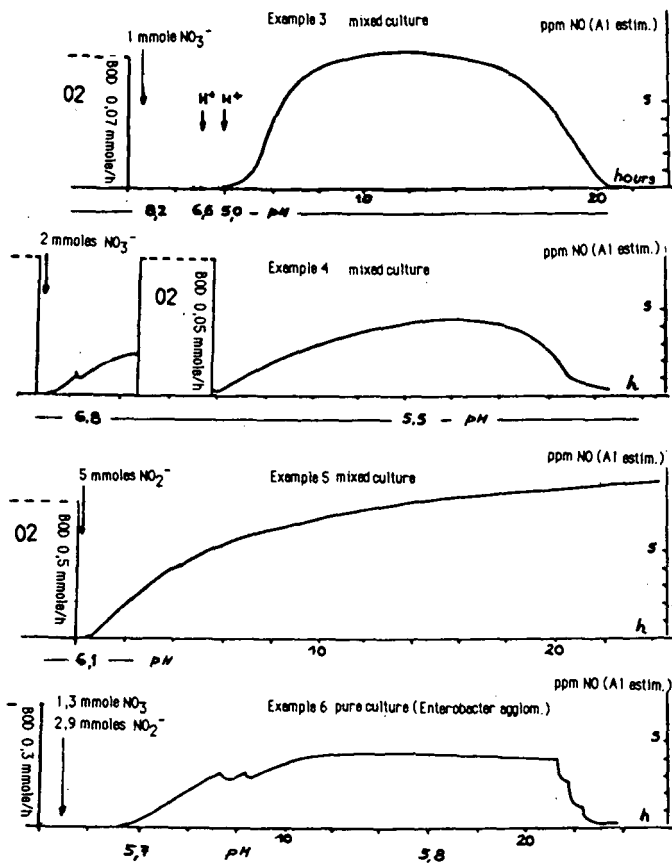 Example 3 mixed culture
ppm NO (A1 estim.)
1 mmole NO3⁻
O2
BOD 0,07 mmole/h
H+ H+
5
hours
10
20
8,2 6,6 5,0 - pH
2 mmoles NO3⁻
Example 4 mixed culture
ppm NO (A1 estim.)
O2
BOD 0,05 mmole/h
5
h
6,8
5,5 - pH
5 mmoles NO2⁻
Example 5 mixed culture
ppm NO (A1 estim.)
O2
BOD 0,5 mmole/h
5
h
6,1 pH
10
20
1,3 mmole NO3
2,9 mmoles NO2⁻
Example 6 pure culture (Enterobacter agglom.)
ppm NO (A1 estim.)
BOD 0,3 mmole/h
5
h
10
20
5,7 pH 5,8